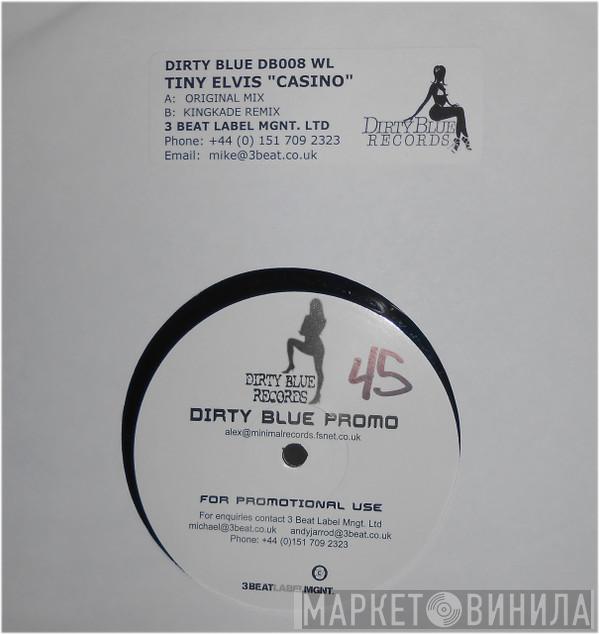 DIRTY BLUE DB008 WL
TINY ELVIS "CASINO"
A: ORIGINAL MIX
B: KINGKADE REMIX
3 BEAT LABEL MGNT. LTD
Phone: +44 (0) 151 709 2323
Email: mike@3beat.co.uk
DIRTY BLUE
RECORDS
45
DIRTY BLUE
RECORDS
DIRTY BLUE PROMO
alex@minimalrecords.fsnet.co.uk
FOR PROMOTIONAL USE
For enquiries contact 3 Beat Label Mngt. Ltd
michael@3beat.co.uk andyjarrod@3beat.co.uk
Phone: +44 (0)151 709 2323
3BEATLABELMGNT.
МАРКЕТ ВИНИЛА